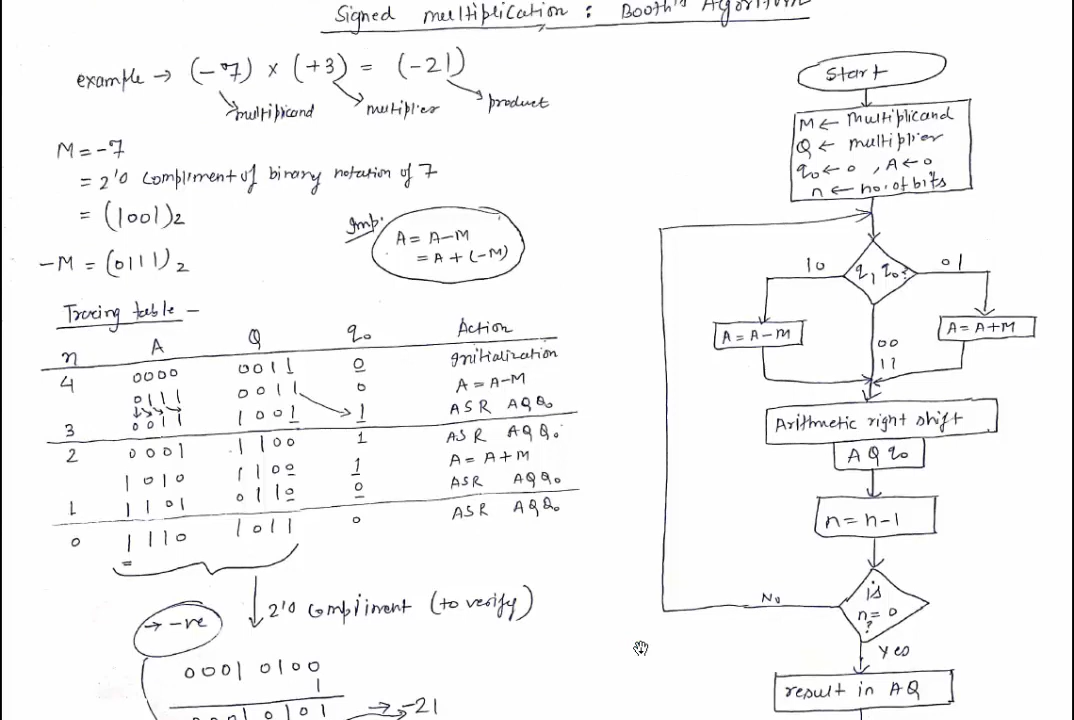 Signed multiplication : Booth's Algorithm
example → (-7) × (+3) = (-21)
multiplicand
multiplier
product
M = -7
= 2's compliment of binary notation of 7
= (1001)2
-M = (0111)2
Imp.
A = A-M
= A + (-M)
Tracing table -
n A Q q0 Action
4 0000 0011 0 Initialization
0111 0011 0 A = A-M
3 0011 1001 1 ASR AQQ0
2 0001 1100 1 ASR AQQ0
1010 1100 1 A = A+M
1 1101 0110 0 ASR AQQ0
0 1110 1011 0 ASR AQQ0
2's compliment (to verify)
→ -ve
0001 0100
1
0001 0101 → -21
Start
M ← Multiplicand
Q ← multiplier
q0 ← 0 , A ← 0
n ← no. of bits
10
q1 q0?
01
A = A-M
A = A+M
00
11
Arithmetic right shift
A Q q0
n = n-1
No
is
n = 0
?
Yes
result in AQ